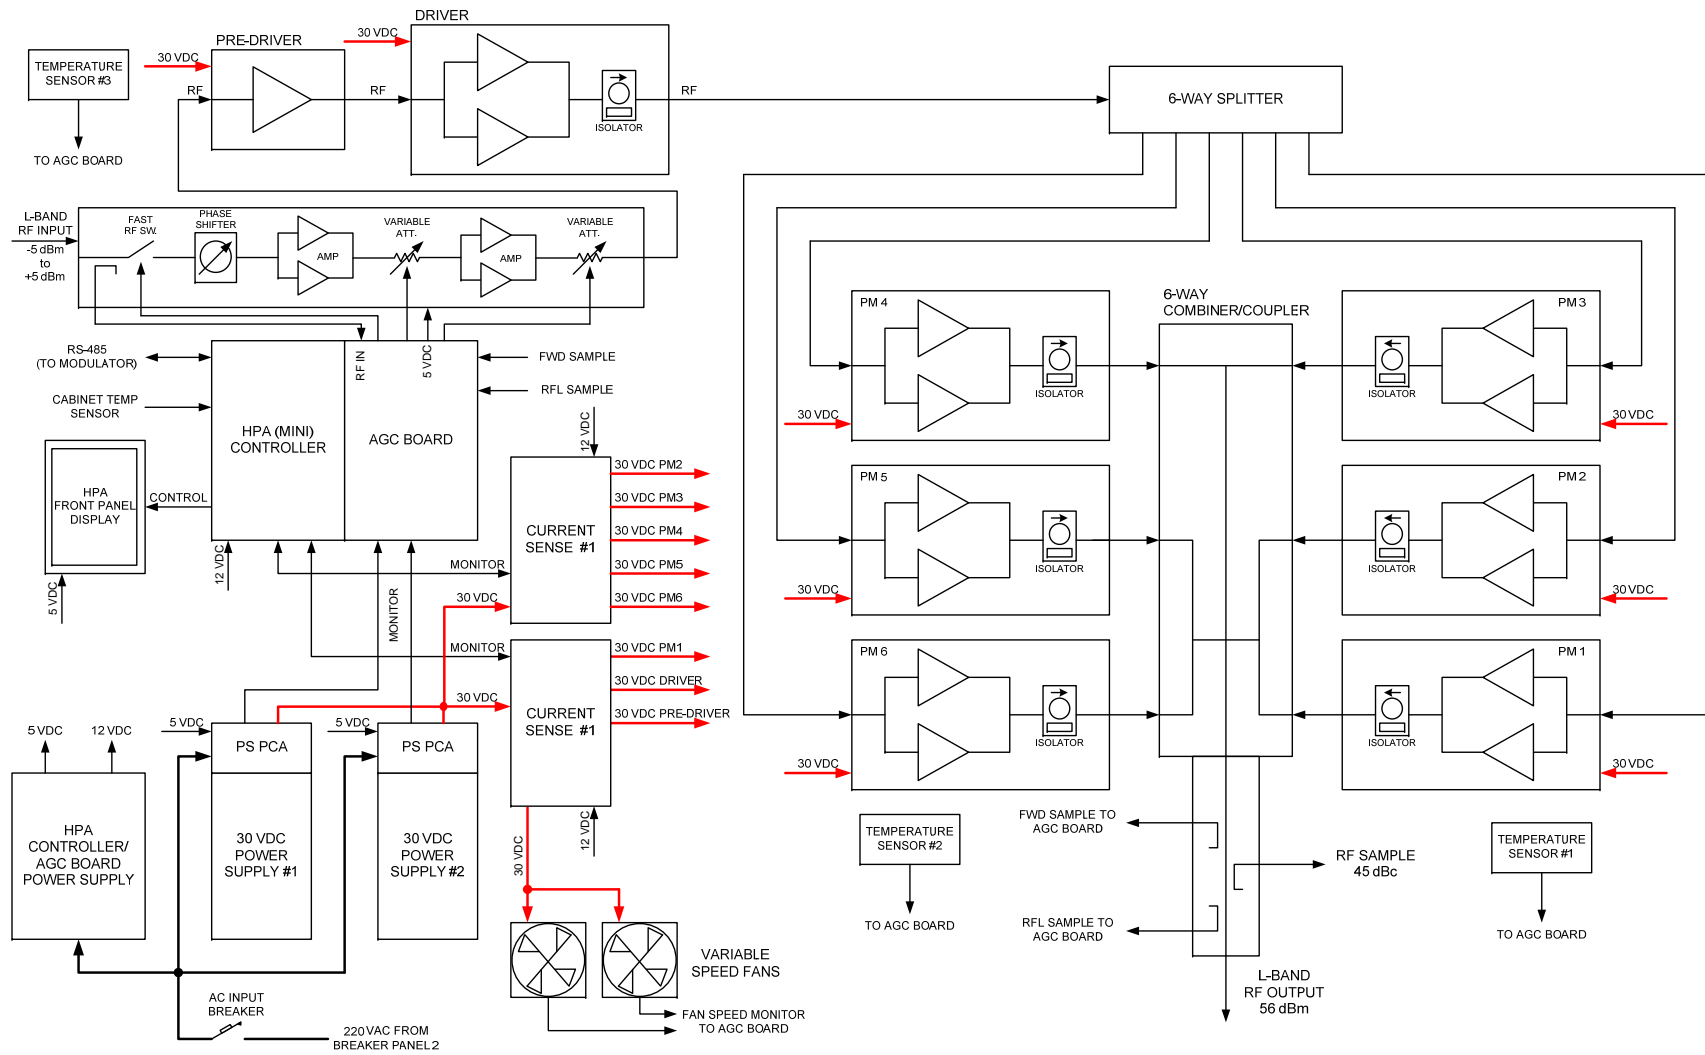 DRIVER
30 VDC
PRE-DRIVER
30 VDC
TEMPERATURE
SENSOR #3
RF
RF
ISOLATOR
RF
6-WAY SPLITTER
TO AGC BOARD
L-BAND
RF INPUT
-5 dBm
to
+5 dBm
FAST
RF SW.
PHASE
SHIFTER
AMP
VARIABLE
ATT.
AMP
VARIABLE
ATT.
RS-485
(TO MODULATOR)
CABINET TEMP
SENSOR
RF IN
5 VDC
FWD SAMPLE
RFL SAMPLE
HPA (MINI)
CONTROLLER
AGC BOARD
HPA
FRONT PANEL
DISPLAY
CONTROL
5 VDC
12 VDC
MONITOR
12 VDC
CURRENT
SENSE #1
30 VDC PM2
30 VDC PM3
30 VDC PM4
30 VDC PM5
30 VDC PM6
MONITOR
30 VDC
MONITOR
30 VDC
CURRENT
SENSE #1
30 VDC PM1
30 VDC DRIVER
30 VDC PRE-DRIVER
12 VDC
30 VDC
5 VDC
12 VDC
HPA
CONTROLLER/
AGC BOARD
POWER SUPPLY
5 VDC
PS PCA
30 VDC
POWER
SUPPLY #1
5 VDC
PS PCA
30 VDC
POWER
SUPPLY #2
VARIABLE
SPEED FANS
FAN SPEED MONITOR
TO AGC BOARD
AC INPUT
BREAKER
220 VAC FROM
BREAKER PANEL 2
PM 4
ISOLATOR
30 VDC
6-WAY
COMBINER/COUPLER
PM 3
ISOLATOR
30 VDC
PM 5
ISOLATOR
30 VDC
PM 2
ISOLATOR
30 VDC
PM 6
ISOLATOR
30 VDC
PM 1
ISOLATOR
30 VDC
TEMPERATURE
SENSOR #2
TO AGC BOARD
FWD SAMPLE TO
AGC BOARD
RF SAMPLE
45 dBc
RFL SAMPLE TO
AGC BOARD
TEMPERATURE
SENSOR #1
TO AGC BOARD
L-BAND
RF OUTPUT
56 dBm